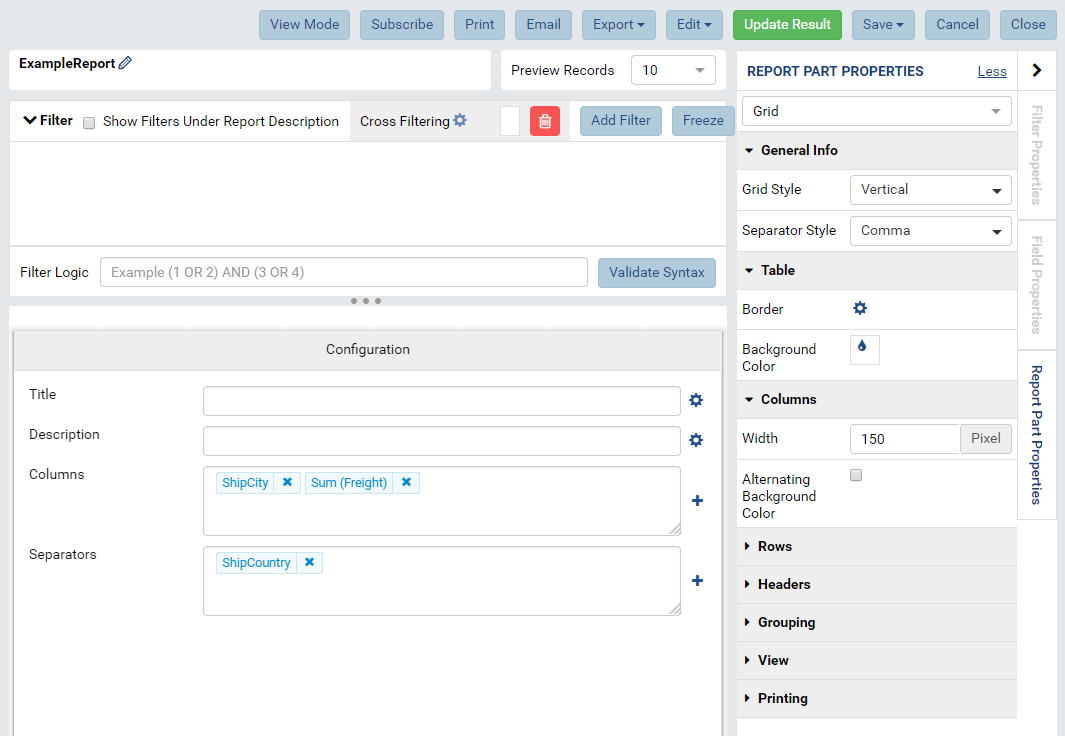 View Mode
Subscribe
Print
Email
Export
Edit
Update Result
Save
Cancel
Close
ExampleReport
Preview Records
10
Filter
Show Filters Under Report Description
Cross Filtering
Add Filter
Freeze
Filter Logic
Example (1 OR 2) AND (3 OR 4)
Validate Syntax
Configuration
Title
Description
Columns
ShipCity
Sum (Freight)
Separators
ShipCountry
REPORT PART PROPERTIES
Less
Grid
General Info
Grid Style
Vertical
Separator Style
Comma
Table
Border
Background
Color
Columns
Width
150
Pixel
Alternating
Background
Color
Rows
Headers
Grouping
View
Printing
Filter Properties
Field Properties
Report Part Properties